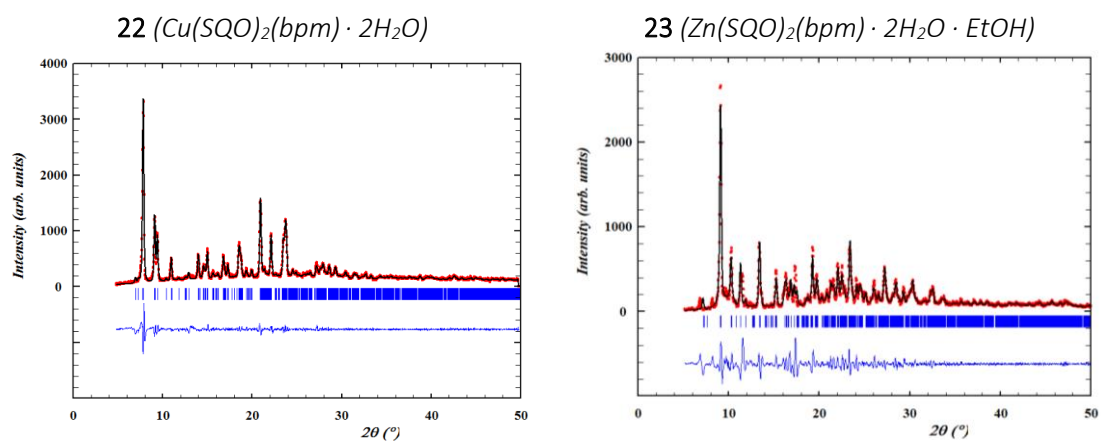 22 (Cu(SQO)₂(bpm) · 2H₂O)
23 (Zn(SQO)₂(bpm) · 2H₂O · EtOH)
4000
3000
2000
1000
0
Intensity (arb. units)
0 10 20 30 40 50
2θ (°)
3000
2000
1000
0
Intensity (arb. units)
0 10 20 30 40 50
2θ (°)